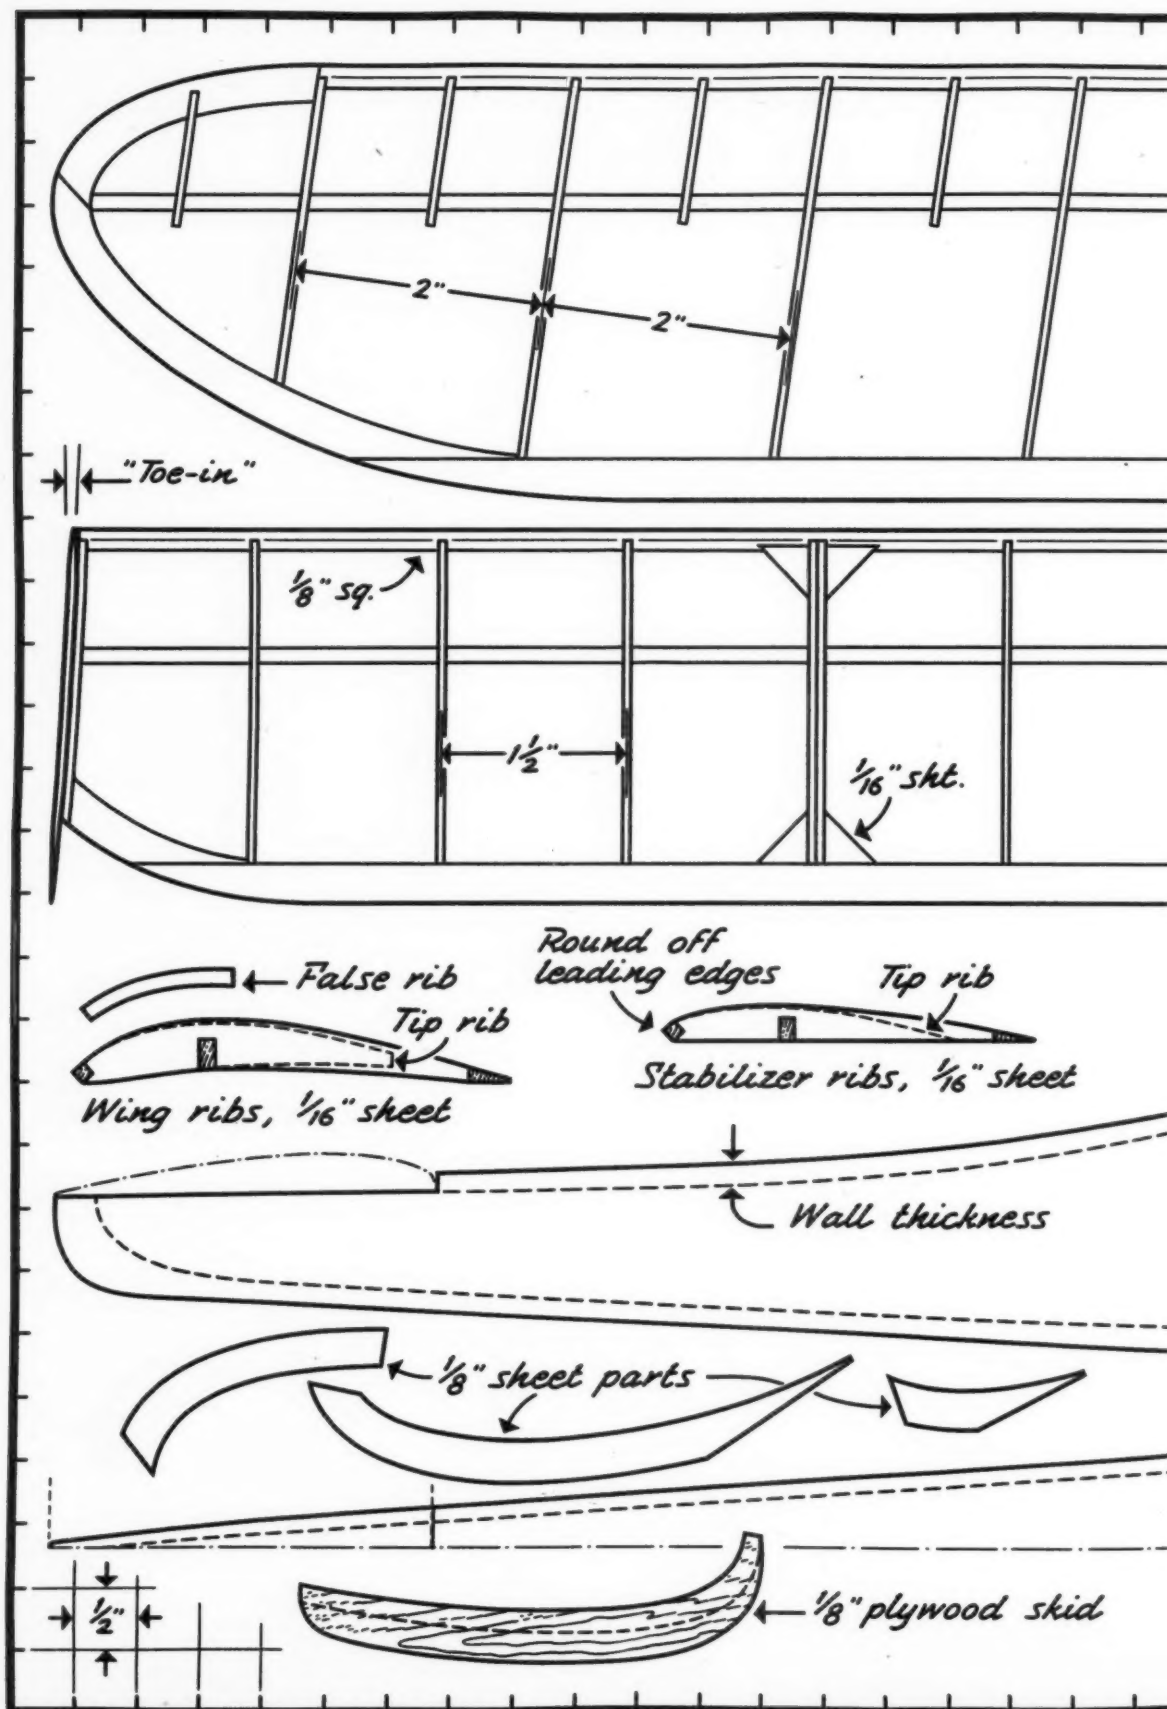 2"
2"
"Toe-in"
1/8" sq.
1 1/2"
1/16" sht.
Round off
leading edges
False rib
Tip rib
Tip rib
Wing ribs, 1/16" sheet
Stabilizer ribs, 1/16" sheet
Wall thickness
1/8" sheet parts
1/2"
1/8" plywood skid